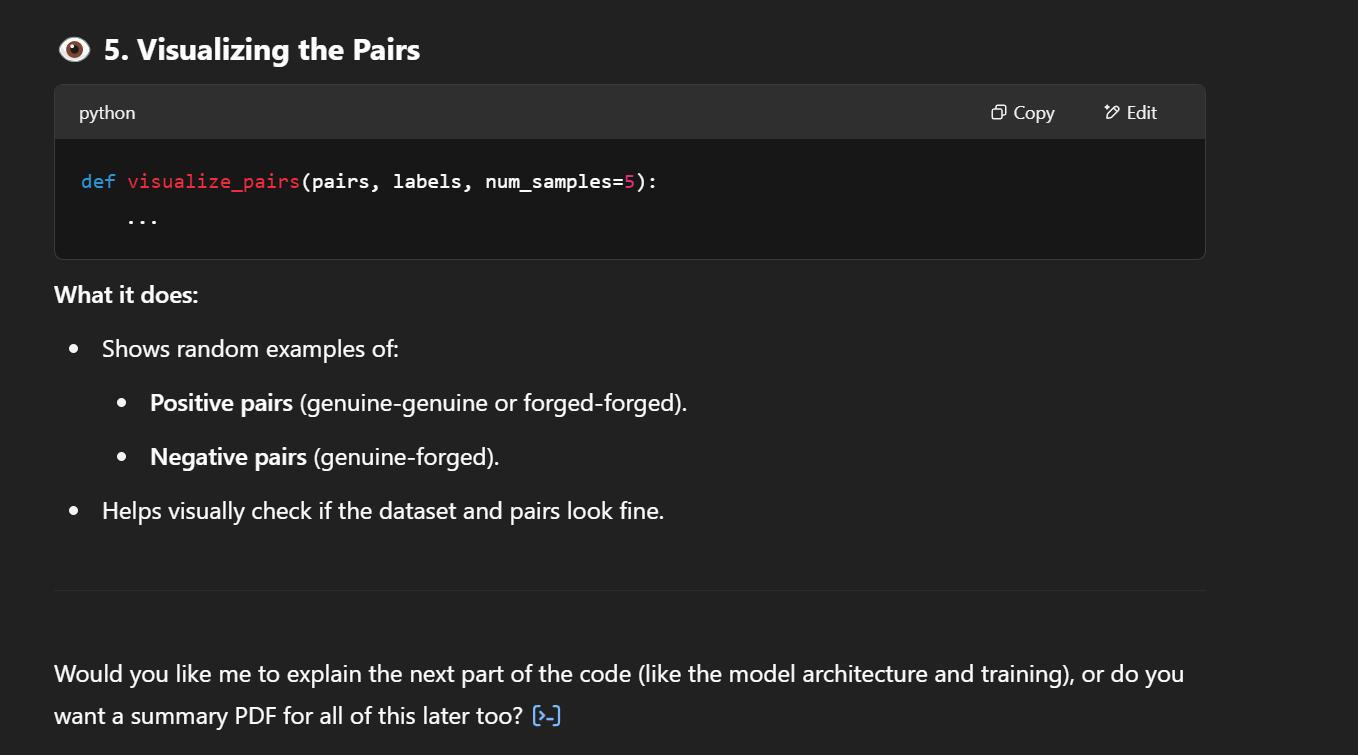 👁️ 5. Visualizing the Pairs
python
Copy
Edit
def visualize_pairs(pairs, labels, num_samples=5):
    ...
What it does:
• Shows random examples of:
• Positive pairs (genuine-genuine or forged-forged).
• Negative pairs (genuine-forged).
• Helps visually check if the dataset and pairs look fine.
Would you like me to explain the next part of the code (like the model architecture and training), or do you
want a summary PDF for all of this later too? [>-]